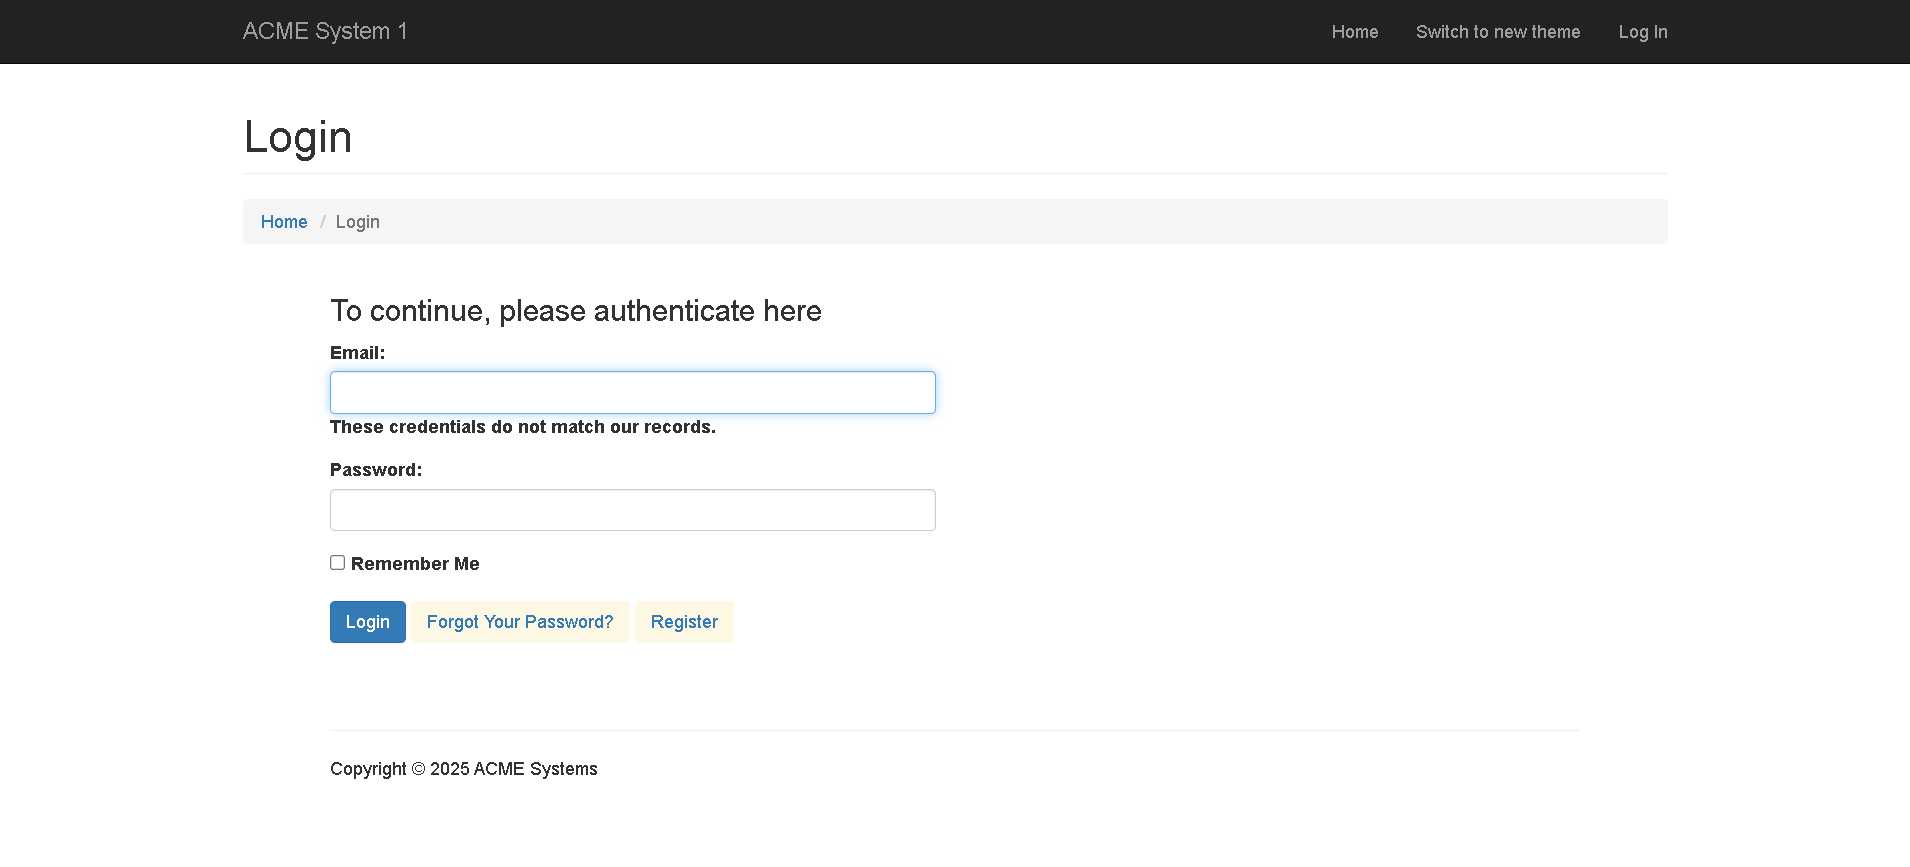 ACME System 1
Home Switch to new theme Log In
Login
Home / Login
To continue, please authenticate here
Email:
These credentials do not match our records.
Password:
Remember Me
Login Forgot Your Password? Register
Copyright © 2025 ACME Systems